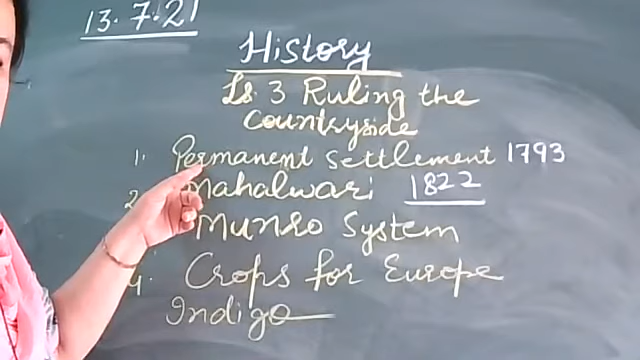 13.7.21
History
Ls. 3 Ruling the
Countryside
1. Permanent Settlement 1793
2. Mahalwari 1822
Munro System
4. Crops for Europe
Indigo